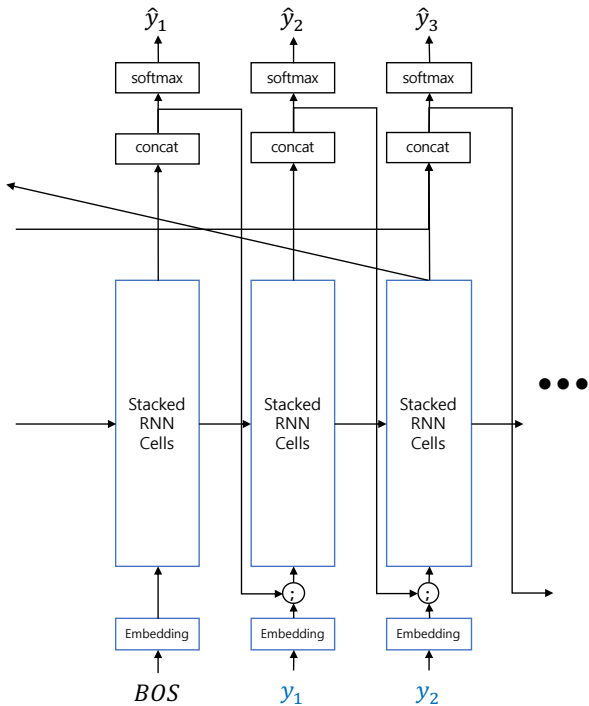 ŷ₁ ŷ₂ ŷ₃
softmax softmax softmax
concat concat concat
Stacked Stacked Stacked
RNN RNN RNN
Cells Cells Cells
; ;
Embedding Embedding Embedding
BOS y₁ y₂